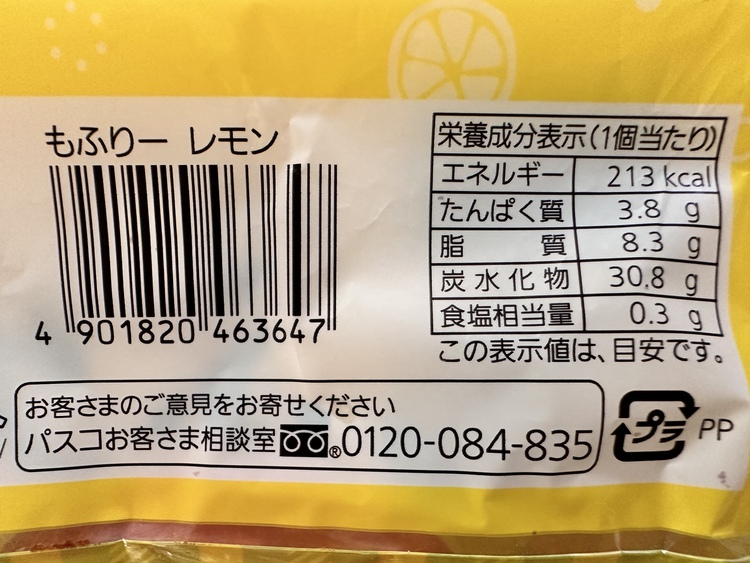 もふりー レモン
4 901820 463647
栄養成分表示(1個当たり)
エネルギー 213 kcal
たんぱく質 3.8 g
脂質 8.3 g
炭水化物 30.8 g
食塩相当量 0.3 g
この表示値は、目安です。
お客さまのご意見をお寄せください
パスコお客さま相談室 ®0120-084-835
プラ PP